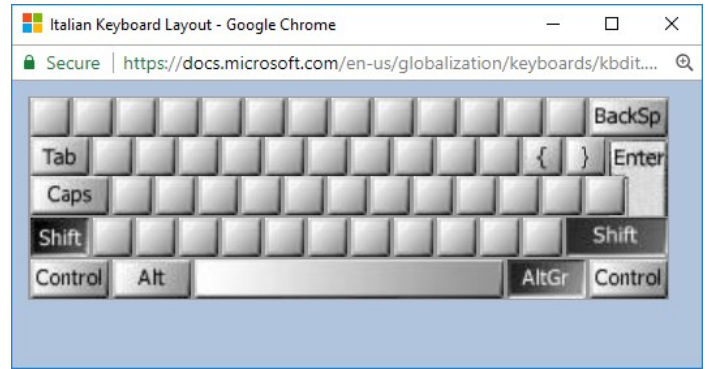 Italian Keyboard Layout - Google Chrome
Secure | https://docs.microsoft.com/en-us/globalization/keyboards/kbdit....
BackSp
Tab { } Enter
Caps
Shift Shift
Control Alt AltGr Control